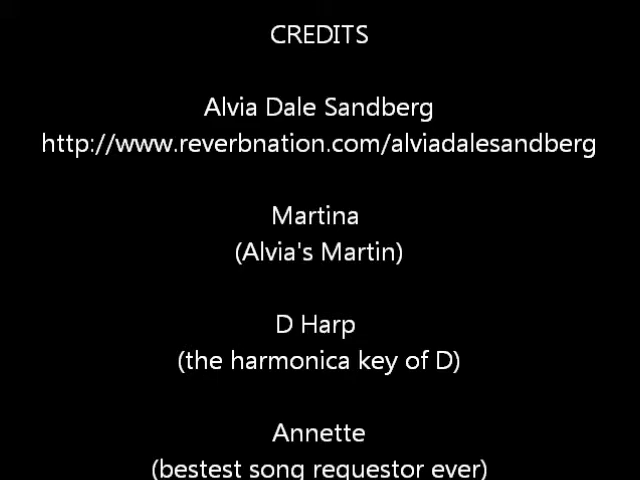 CREDITS
Alvia Dale Sandberg
http://www.reverbnation.com/alviadalesandberg
Martina
(Alvia's Martin)
D Harp
(the harmonica key of D)
Annette
(bestest song requestor ever)